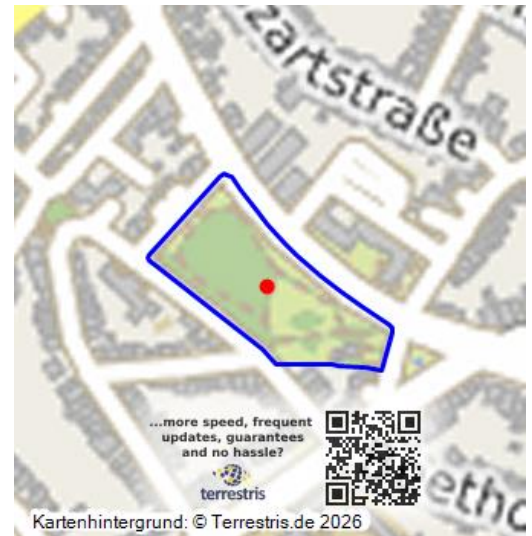 zartstraße
...more speed, frequent
updates, guarantees
and no hassle?
terrestris
etho
Kartenhintergrund: © Terrestris.de 2026